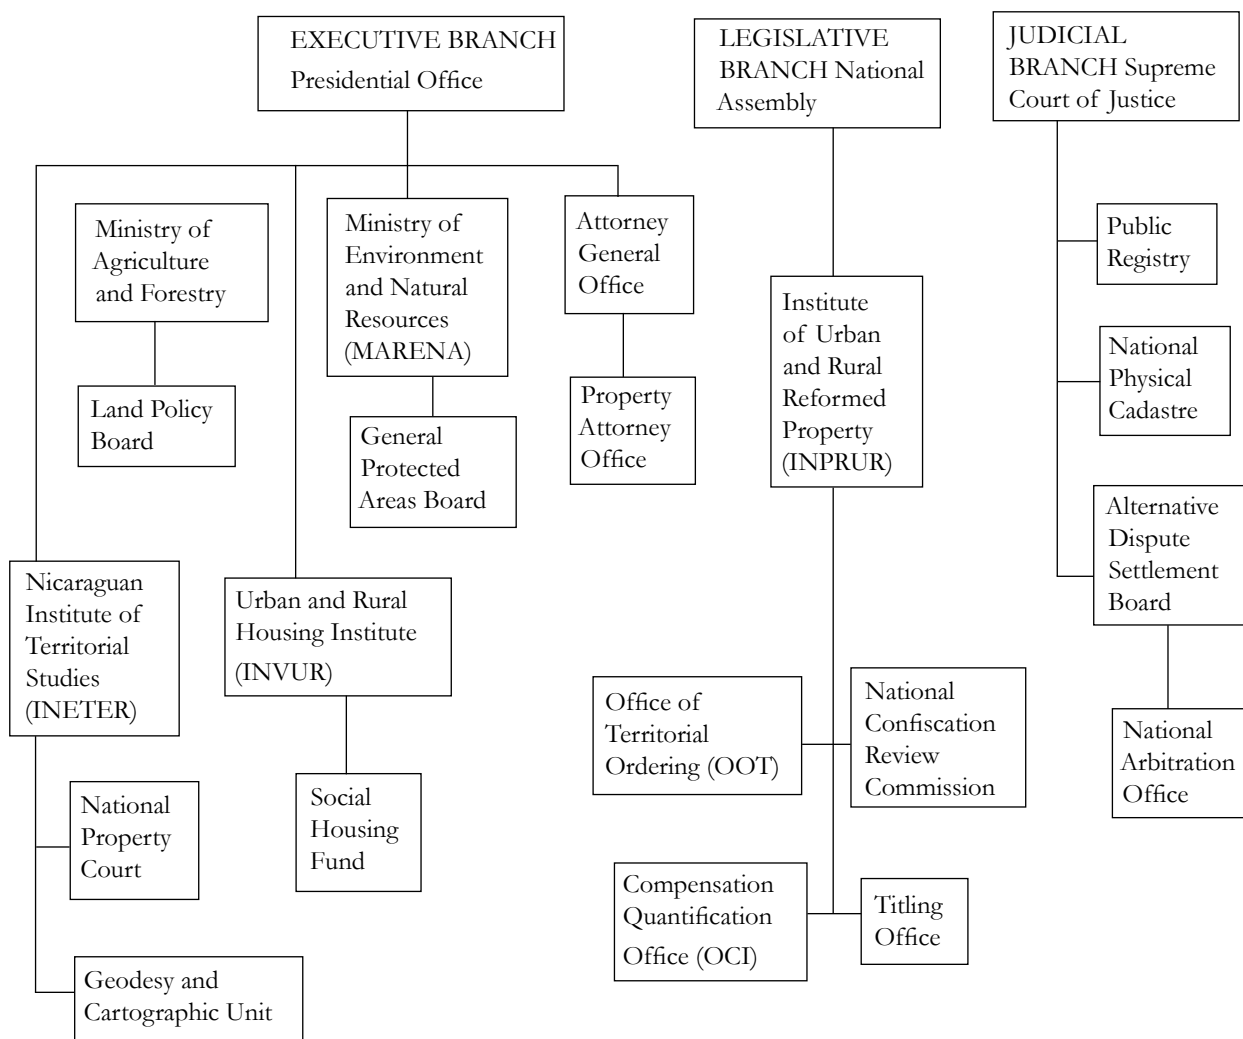 EXECUTIVE BRANCH
Presidential Office
LEGISLATIVE
BRANCH National
Assembly
JUDICIAL
BRANCH Supreme
Court of Justice
Ministry of
Agriculture
and Forestry
Ministry of
Environment
and Natural
Resources
(MARENA)
Attorney
General
Office
Public
Registry
Institute
of Urban
and Rural
Reformed
Property
(INPRUR)
National
Physical
Cadastre
Land Policy
Board
General
Protected
Areas Board
Property
Attorney
Office
Alternative
Dispute
Settlement
Board
Nicaraguan
Institute of
Territorial
Studies
(INETER)
Urban and Rural
Housing Institute
(INVUR)
Office of
Territorial
Ordering (OOT)
National
Confiscation
Review
Commission
National
Arbitration
Office
National
Property
Court
Social
Housing
Fund
Compensation
Quantification
Office (OCI)
Titling
Office
Geodesy and
Cartographic Unit